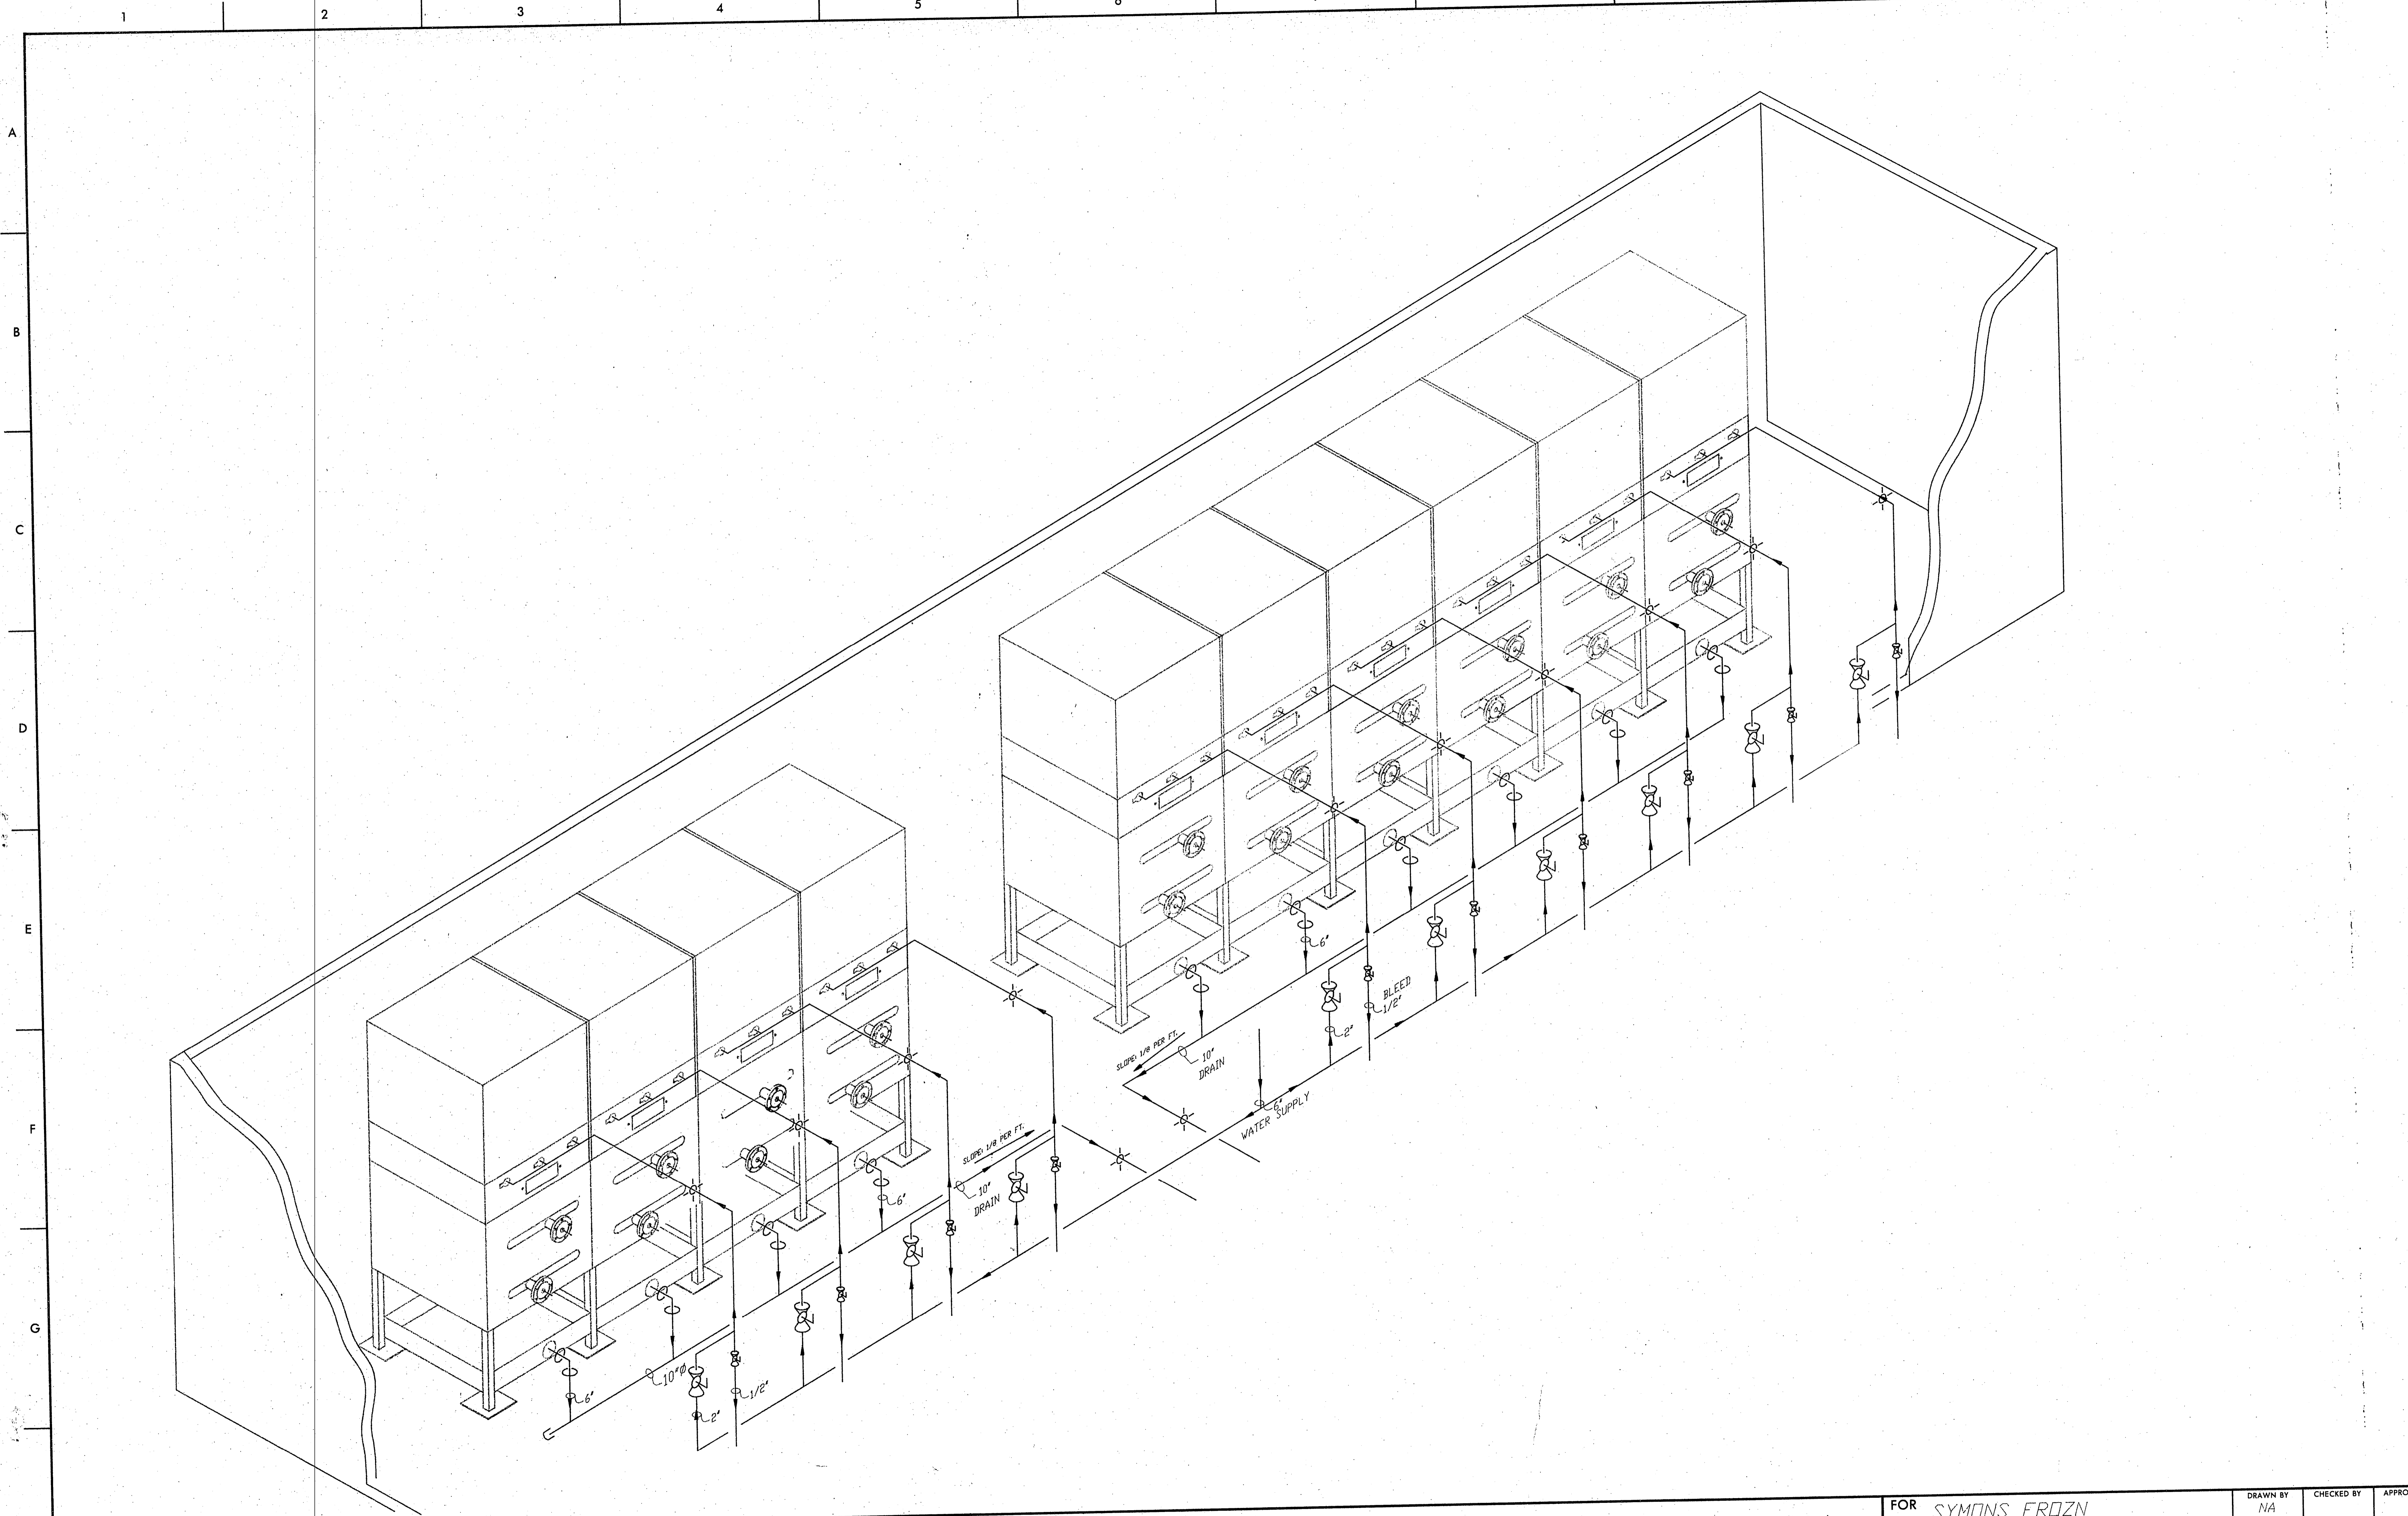 1 2 3 4 5 6
A
B
C
D
E
F
G
6"
BLEED
1/2"
2"
SLOPE: 1/8 PER FT.
10"
DRAIN
6"
WATER SUPPLY
SLOPE: 1/8 PER FT.
10"
DRAIN
6"
10"Ø
6"
1/2"
2"
FOR SYMONS FROZN
DRAWN BY
NA
CHECKED BY
APPRO